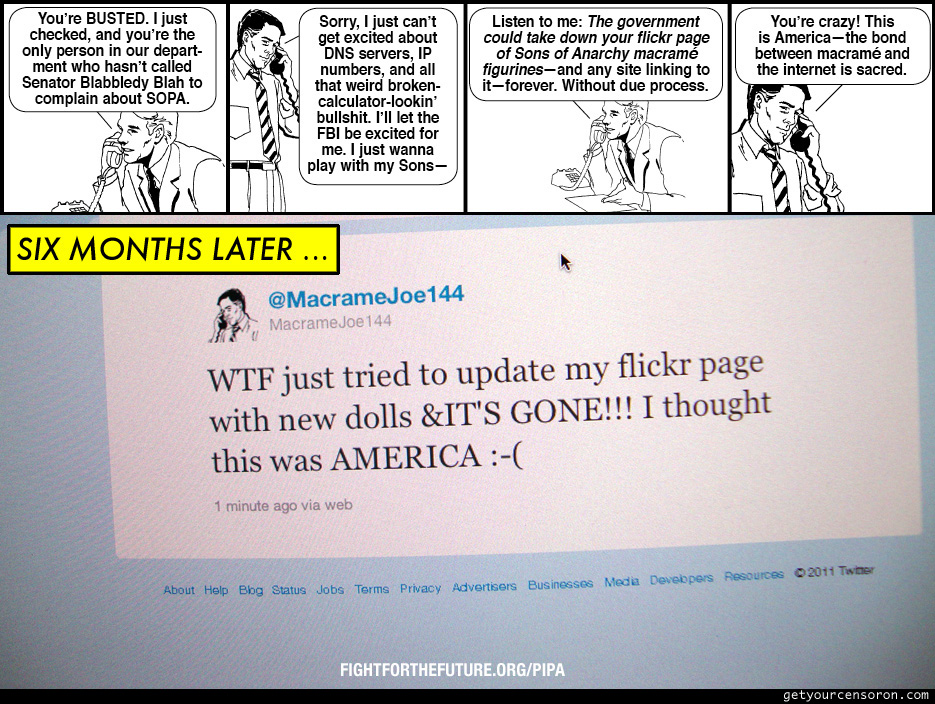 You're BUSTED. I just
checked, and you're the
only person in our depart-
ment who hasn't called
Senator Blabbledy Blah to
complain about SOPA.
Sorry, I just can't
get excited about
DNS servers, IP
numbers, and all
that weird broken-
calculator-lookin'
bullshit. I'll let the
FBI be excited for
me. I just wanna
play with my Sons—
Listen to me: The government
could take down your flickr page
of Sons of Anarchy macramé
figurines—and any site linking to
it—forever. Without due process.
You're crazy! This
is America—the bond
between macramé and
the internet is sacred.
SIX MONTHS LATER ...
@MacrameJoe144
MacrameJoe144
WTF just tried to update my flickr page
with new dolls &IT'S GONE!!! I thought
this was AMERICA :-(
1 minute ago via web
About Help Blog Status Jobs Terms Privacy Advertisers Businesses Media Developers Resources © 2011 Twitter
FIGHTFORTHEFUTURE.ORG/PIPA
getyourcensoron.com